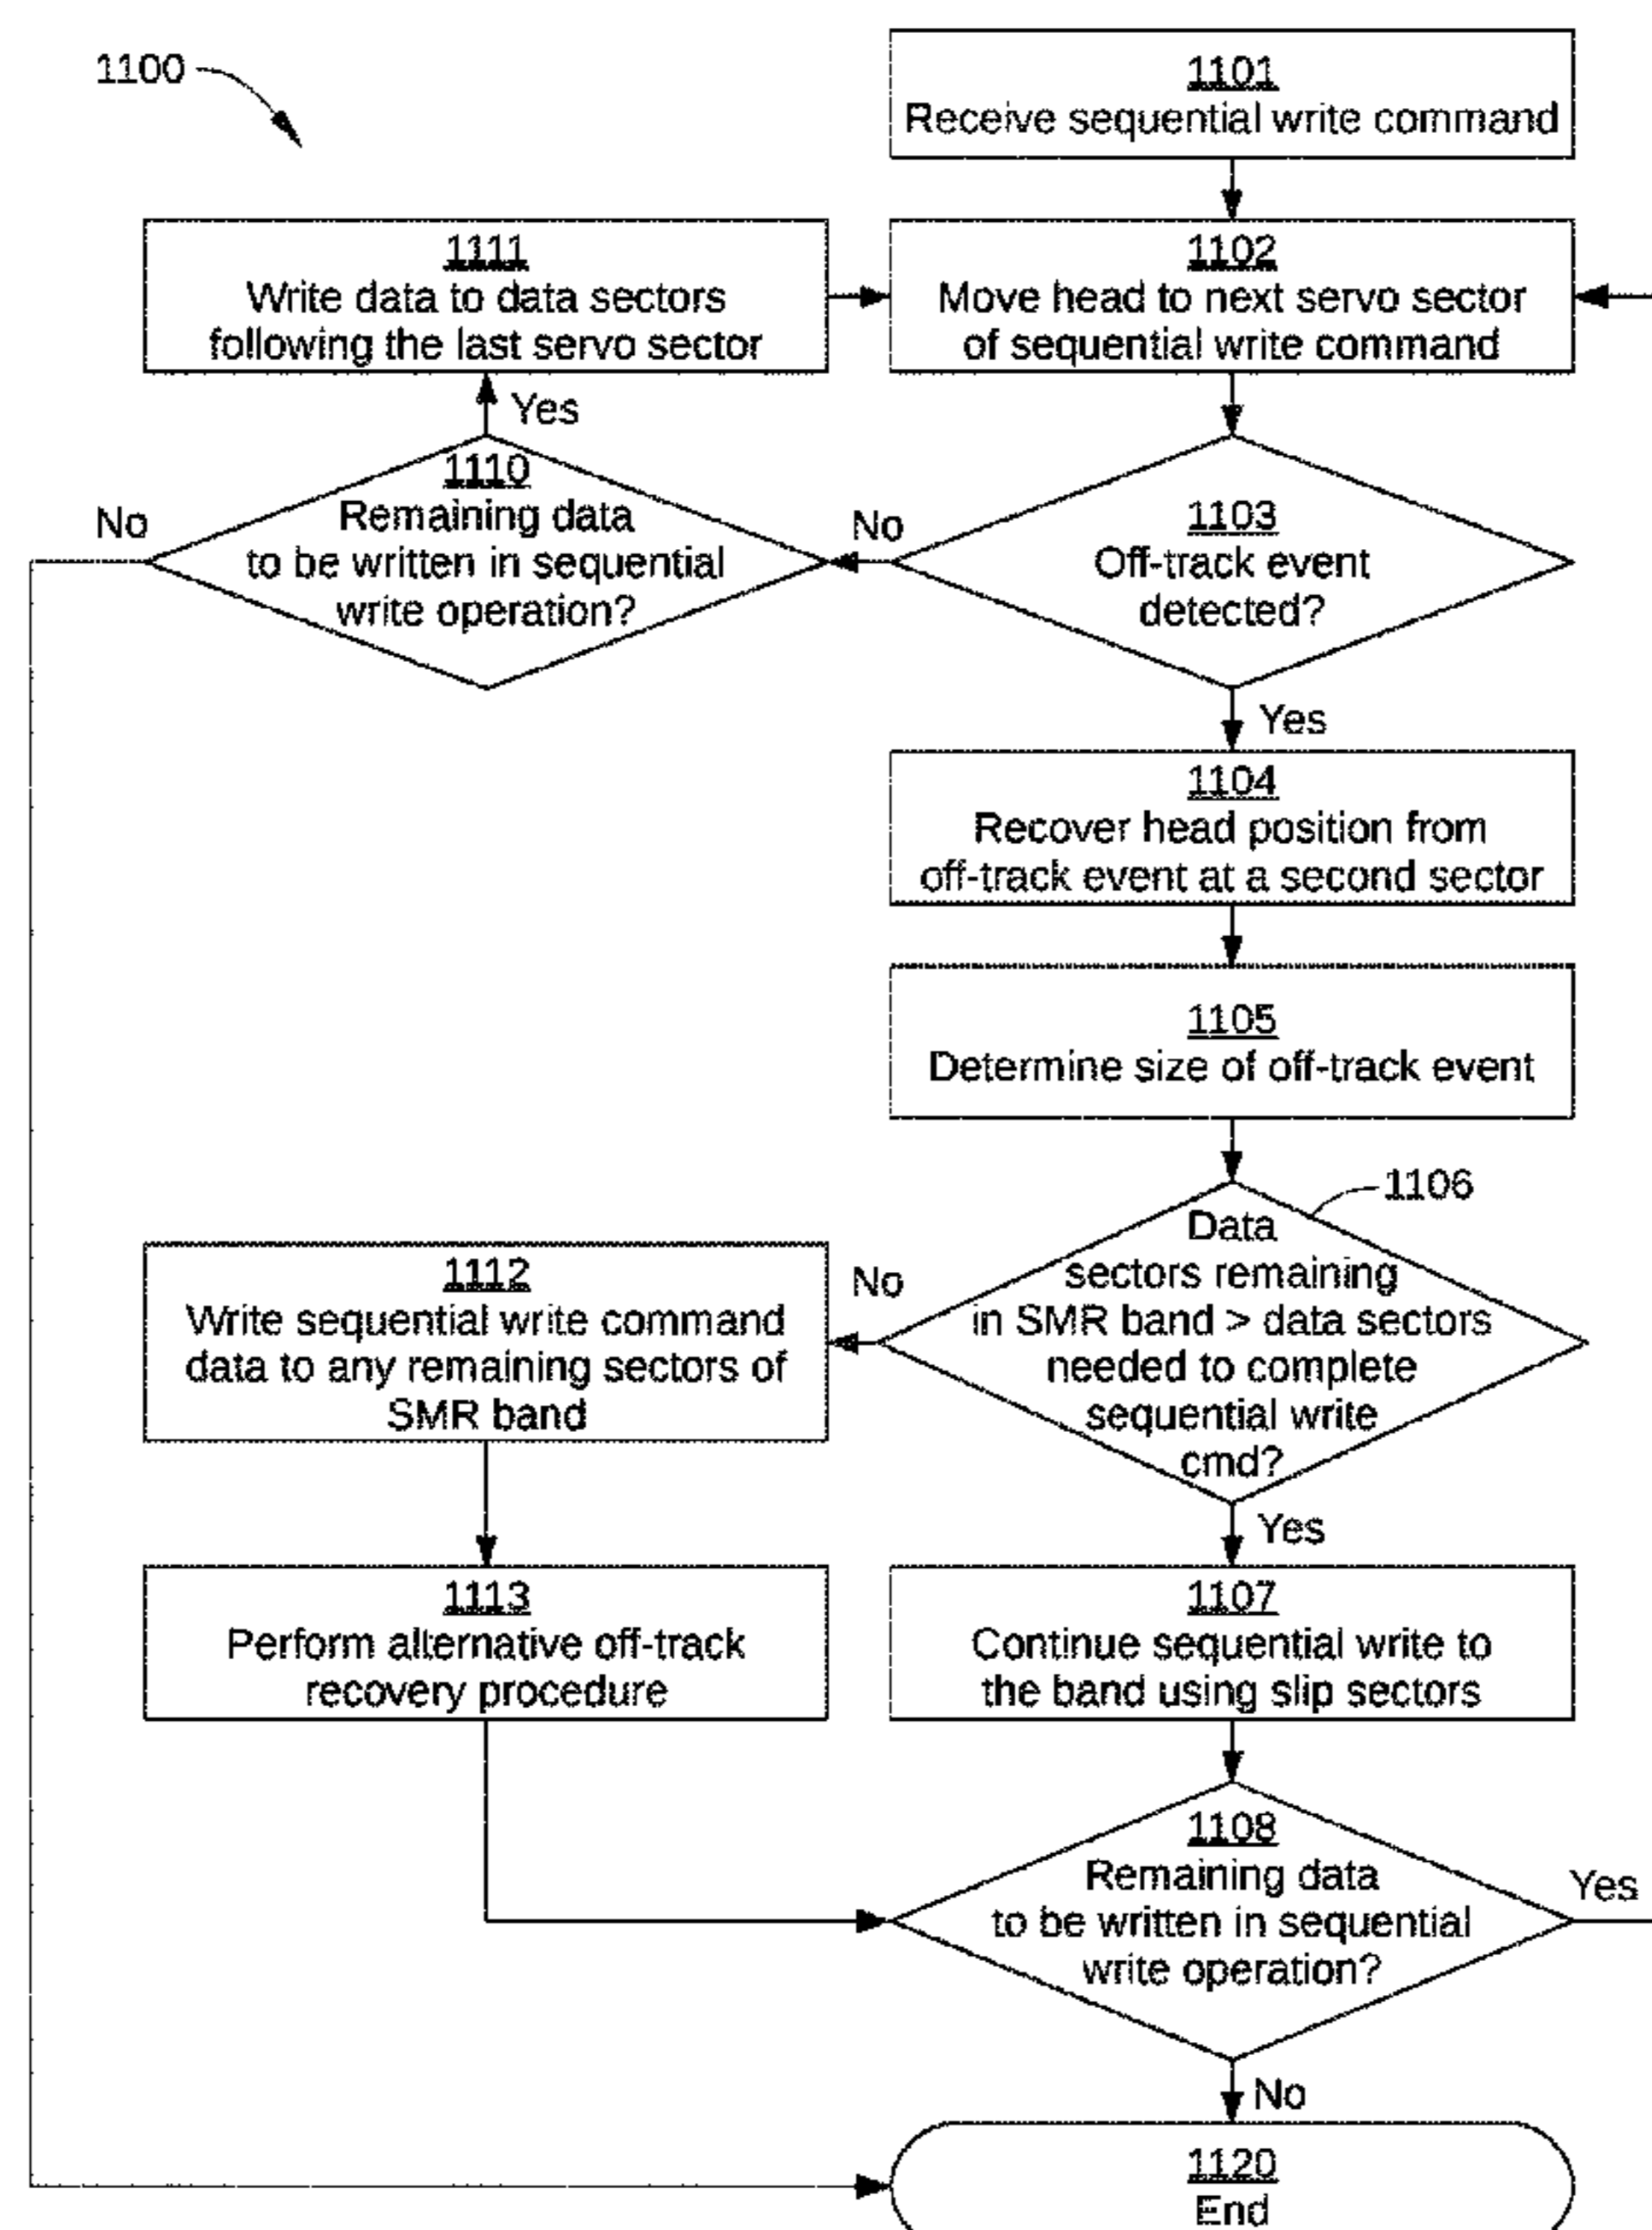 1100
1101
Receive sequential write command
1111
Write data to data sectors
following the last servo sector
1102
Move head to next servo sector
of sequential write command
Yes
1110
Remaining data
to be written in sequential
write operation?
No
No
1103
Off-track event
detected?
Yes
1104
Recover head position from
off-track event at a second sector
1105
Determine size of off-track event
1106
Data
sectors remaining
in SMR band > data sectors
needed to complete
sequential write
cmd?
No
1112
Write sequential write command
data to any remaining sectors of
SMR band
Yes
1113
Perform alternative off-track
recovery procedure
1107
Continue sequential write to
the band using slip sectors
1108
Remaining data
to be written in sequential
write operation?
Yes
No
1120
End